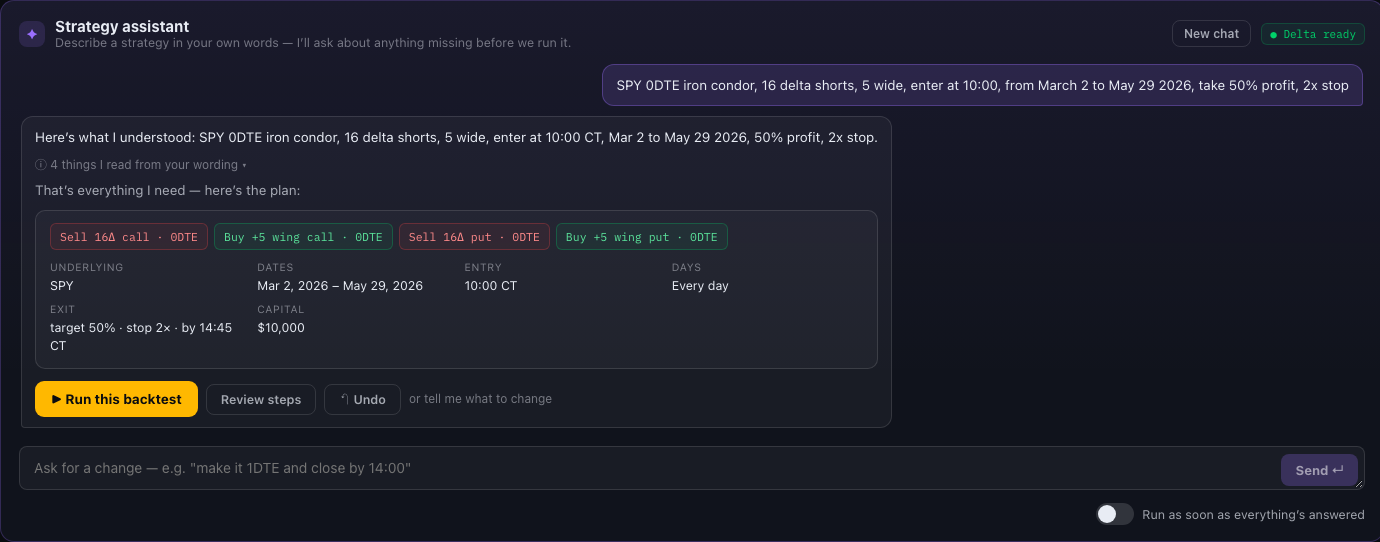 Strategy assistant
Describe a strategy in your own words — I'll ask about anything missing before we run it.
New chat
● Delta ready
SPY 0DTE iron condor, 16 delta shorts, 5 wide, enter at 10:00, from March 2 to May 29 2026, take 50% profit, 2x stop
Here's what I understood: SPY 0DTE iron condor, 16 delta shorts, 5 wide, enter at 10:00 CT, Mar 2 to May 29 2026, 50% profit, 2x stop.
ⓘ 4 things I read from your wording ▾
That's everything I need — here's the plan:
Sell 16Δ call · 0DTE
Buy +5 wing call · 0DTE
Sell 16Δ put · 0DTE
Buy +5 wing put · 0DTE
UNDERLYING
SPY
DATES
Mar 2, 2026 – May 29, 2026
ENTRY
10:00 CT
DAYS
Every day
EXIT
target 50% · stop 2× · by 14:45
CT
CAPITAL
$10,000
▶ Run this backtest
Review steps
Undo
or tell me what to change
Ask for a change — e.g. "make it 1DTE and close by 14:00"
Send ↵
Run as soon as everything's answered